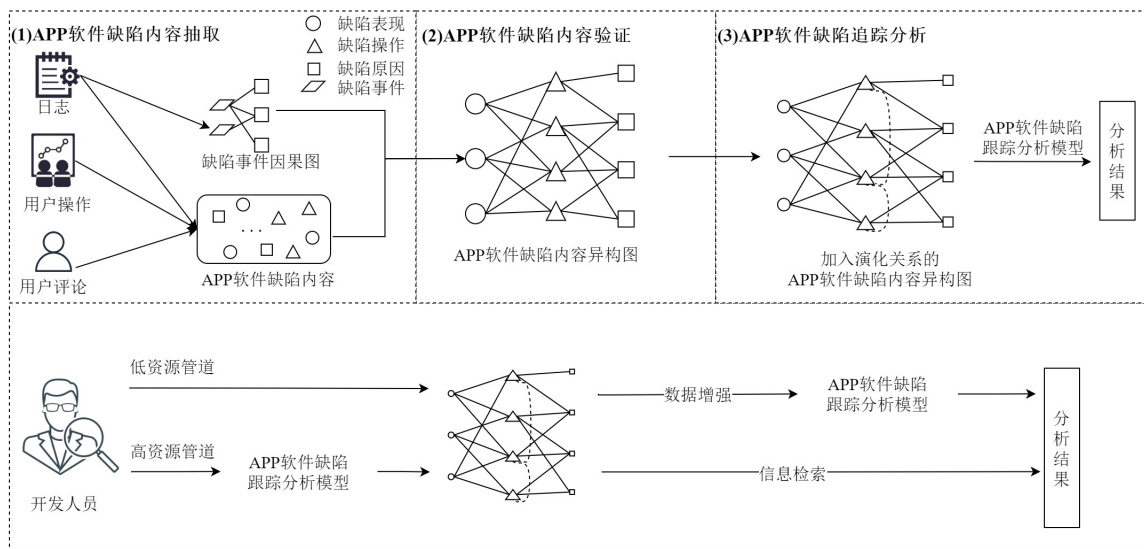 (1)APP软件缺陷内容抽取
缺陷表现
缺陷操作
缺陷原因
缺陷事件
日志
缺陷事件因果图
用户操作
...
用户评论
APP软件缺陷内容
(2)APP软件缺陷内容验证
APP软件缺陷内容异构图
(3)APP软件缺陷追踪分析
APP软件缺陷
跟踪分析模型
分析结果
加入演化关系的
APP软件缺陷内容异构图
低资源管道
数据增强
APP软件缺陷
跟踪分析模型
高资源管道
APP软件缺陷
跟踪分析模型
信息检索
分析结果
开发人员